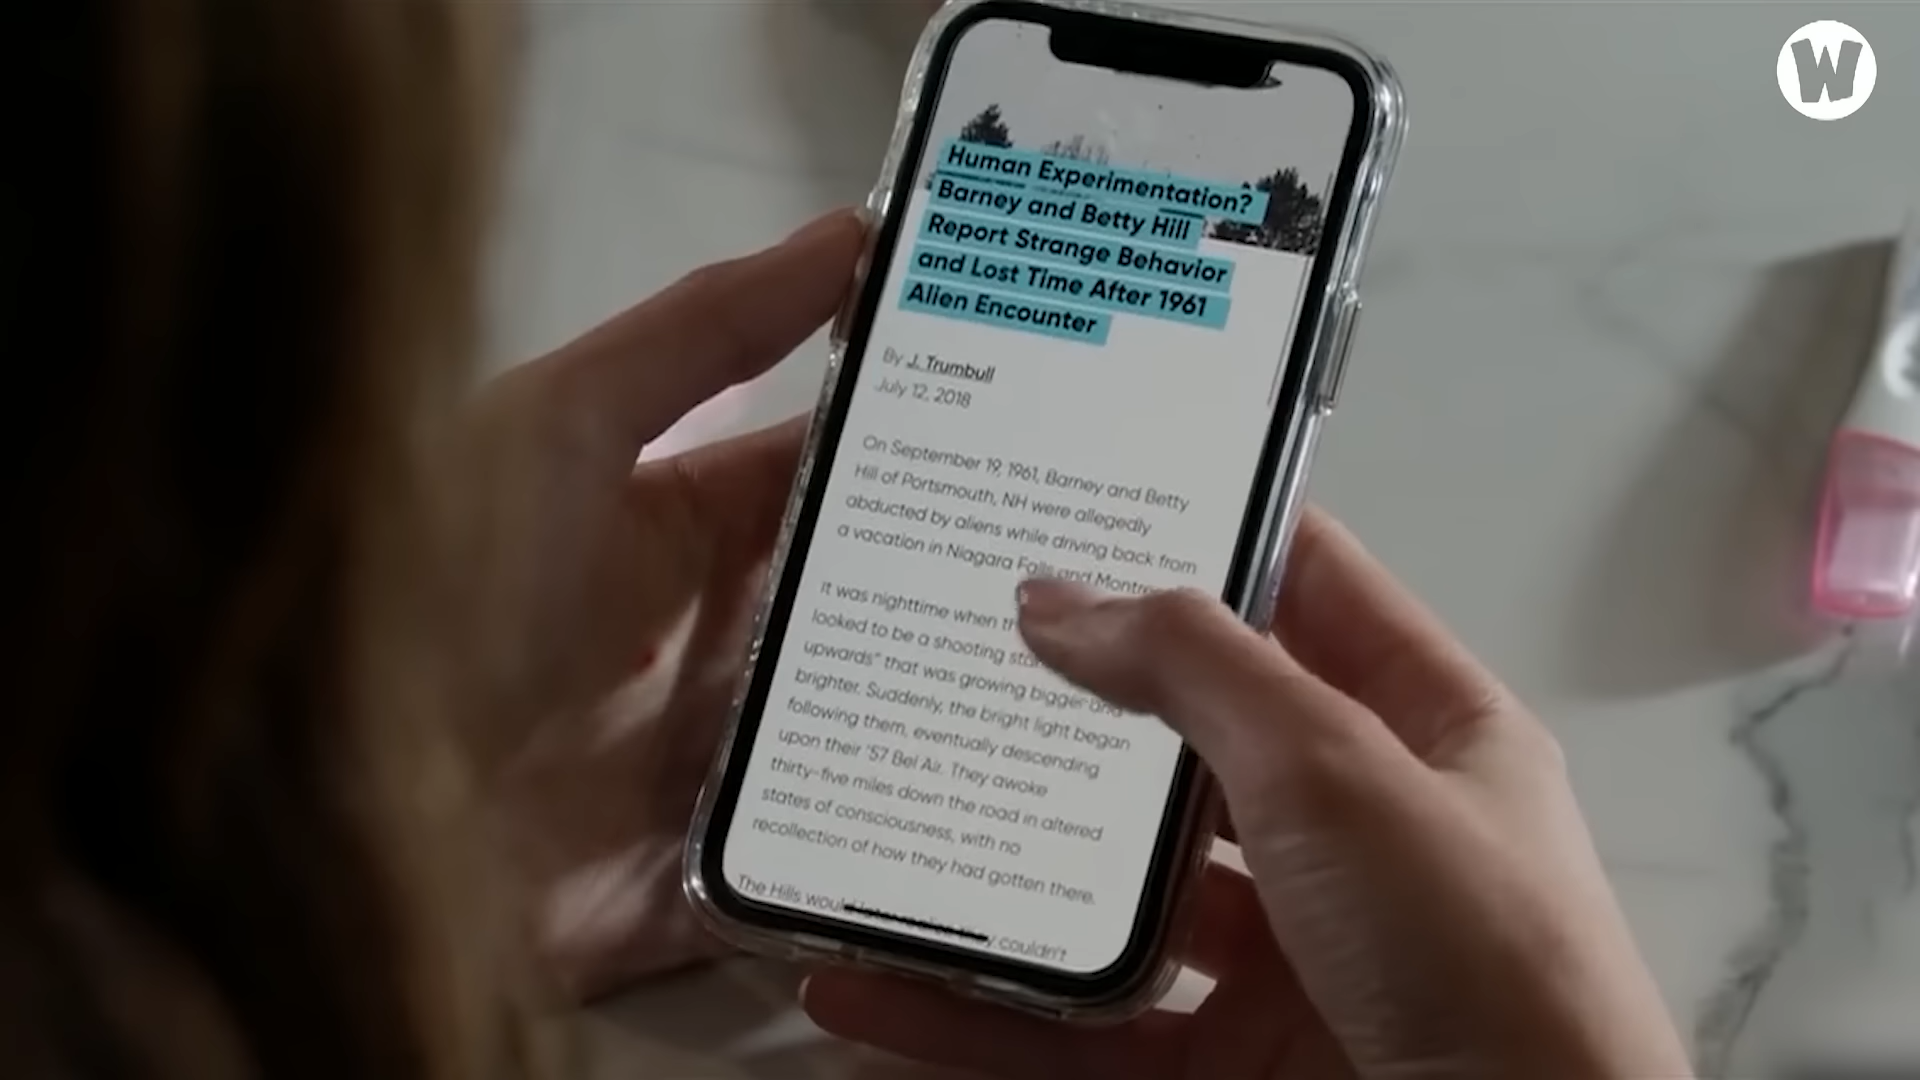 W
Human Experimentation?
Barney and Betty Hill
Report Strange Behavior
and Lost Time After 1961
Alien Encounter
By J. Trumbull
July 12, 2018
On September 19, 1961, Barney and Betty
Hill of Portsmouth, NH were allegedly
abducted by aliens while driving back from
a vacation in Niagara Falls and
It was nighttime when
looked to be a shooting
upwards" that was growing bigger and
brighter. Suddenly, the bright light began
following them, eventually descending
upon their '57 Bel Air. They awoke
thirty-five miles down the road in altered
states of consciousness, with no
recollection of how they had gotten there.
The Hills would couldn't